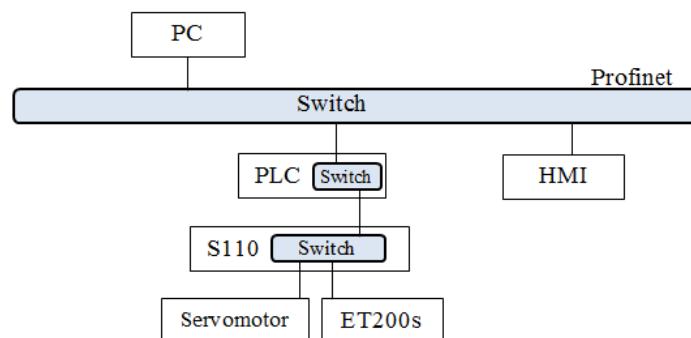 PC
Profinet
Switch
PLC Switch
HMI
S110 Switch
Servomotor
ET200s